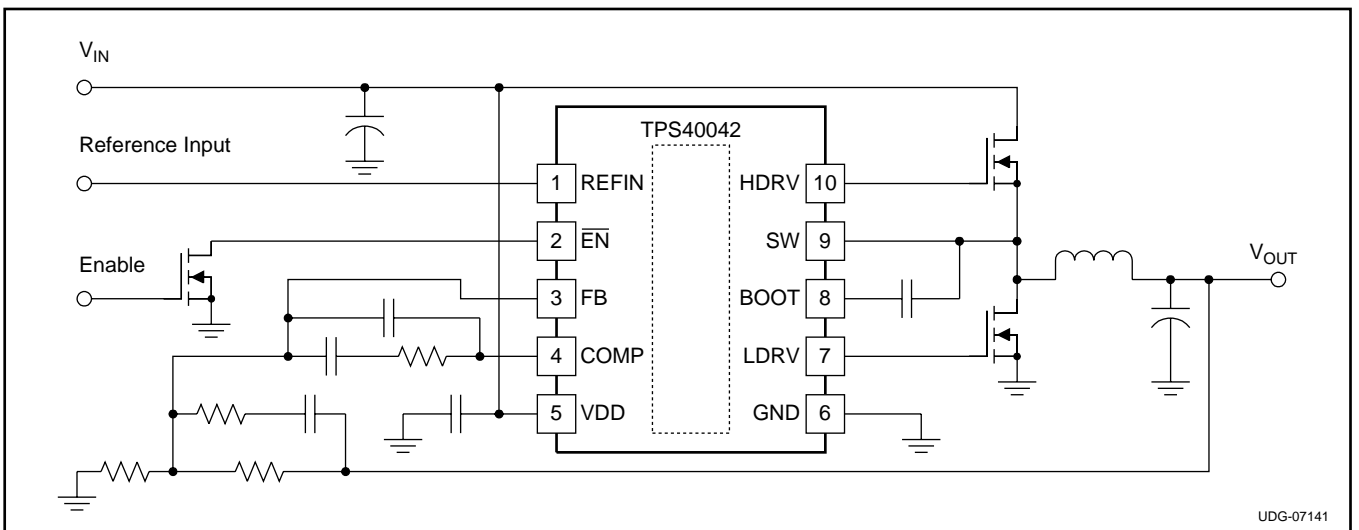 V_IN
TPS40042
Reference Input
1 REFIN HDRV 10
2 E̅N̅ SW 9
Enable
V_OUT
3 FB BOOT 8
4 COMP LDRV 7
5 VDD GND 6
UDG-07141